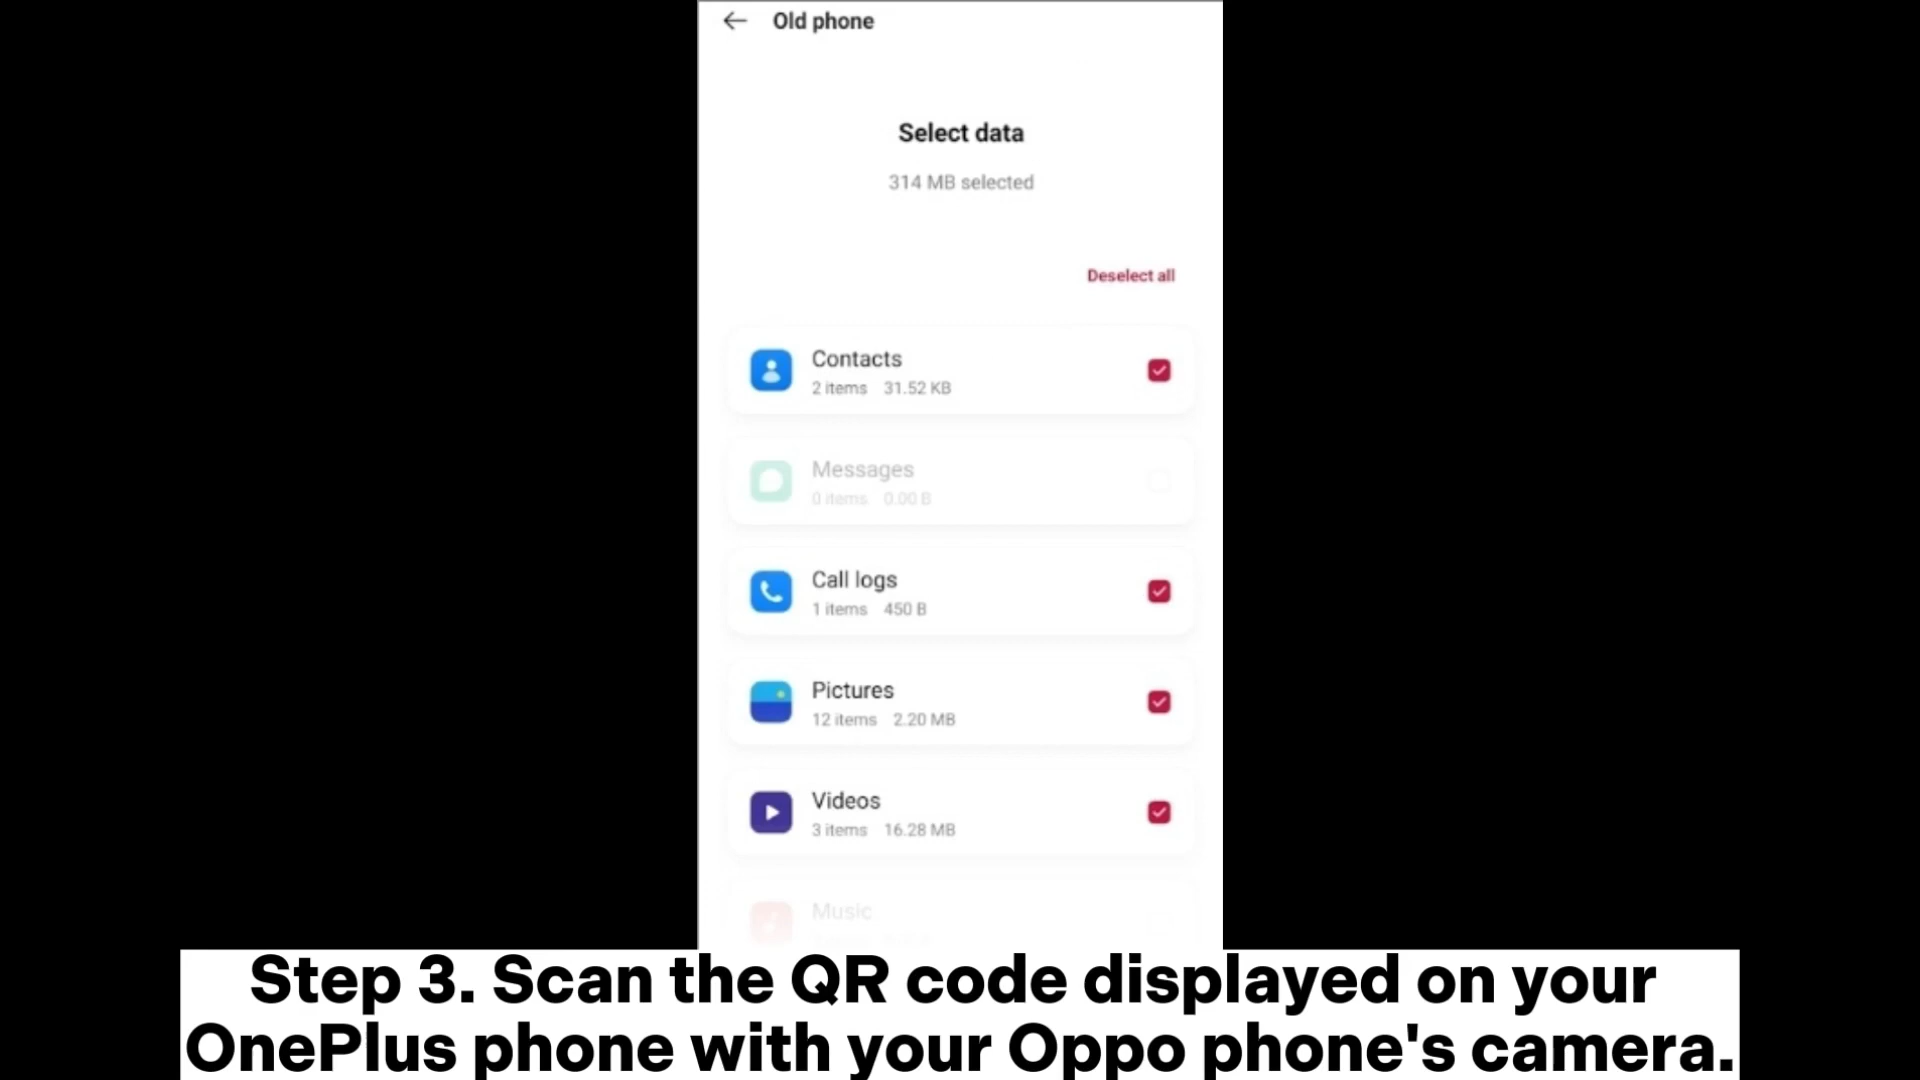 Old phone
Select data
314 MB selected
Deselect all
Contacts
2 items 31.52 KB
Messages
0 items 0.00 B
Call logs
1 items 450 B
Pictures
12 items 2.20 MB
Videos
3 items 16.28 MB
Music
Step 3. Scan the QR code displayed on your
OnePlus phone with your Oppo phone's camera.